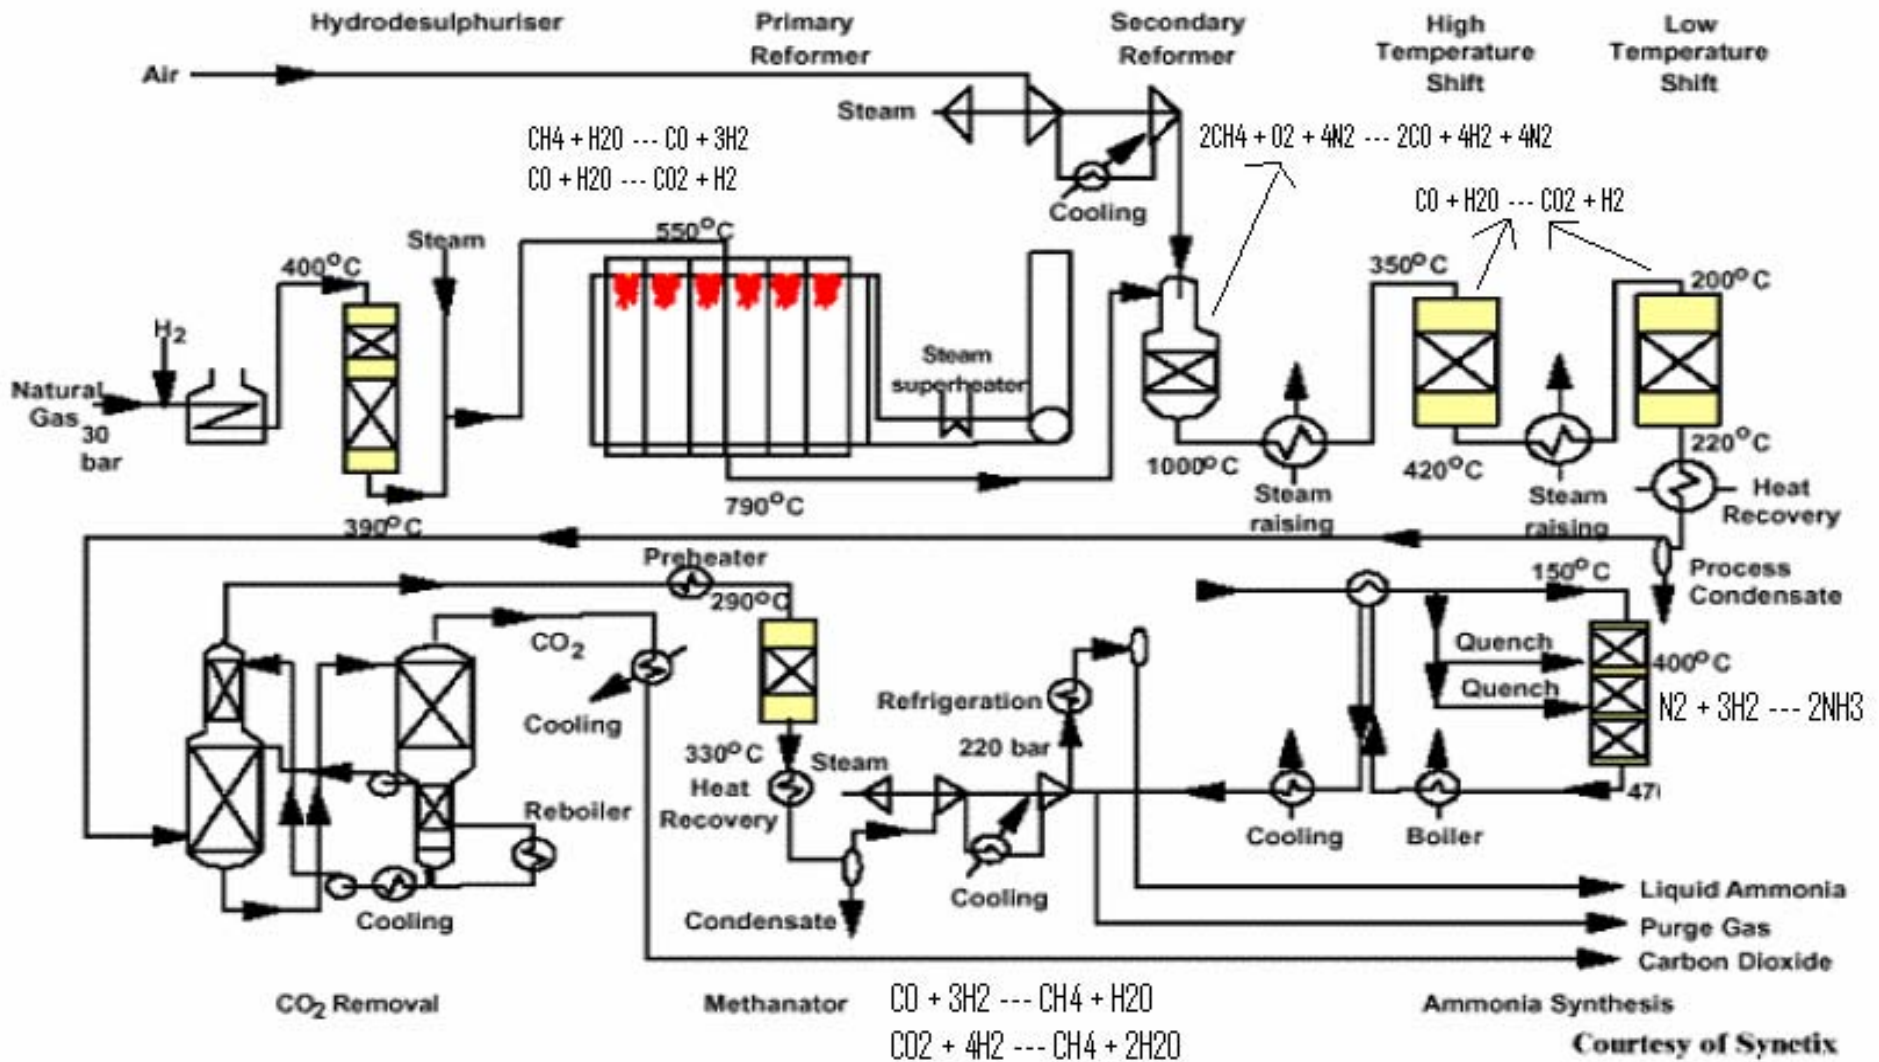 Hydrodesulphuriser
Primary
Reformer
Secondary
Reformer
High
Temperature
Shift
Low
Temperature
Shift
Air
Steam
CH4 + H2O --- CO + 3H2
CO + H2O --- CO2 + H2
2CH4 + O2 + 4N2 --- 2CO + 4H2 + 4N2
Cooling
CO + H2O --- CO2 + H2
Steam
550°C
400°C
350°C
200°C
H2
Natural
Gas
30
bar
Steam
superheater
390°C
790°C
1000°C
Steam
raising
420°C
Steam
raising
220°C
Heat
Recovery
Preheater
290°C
150°C
Process
Condensate
CO2
Cooling
Quench
400°C
Quench
N2 + 3H2 --- 2NH3
Refrigeration
220 bar
330°C
Heat
Recovery
Steam
Reboiler
Cooling
Boiler
47
Cooling
Cooling
Condensate
Liquid Ammonia
Purge Gas
Carbon Dioxide
CO2 Removal
Methanator
CO + 3H2 --- CH4 + H2O
CO2 + 4H2 --- CH4 + 2H2O
Ammonia Synthesis
Courtesy of Synetix